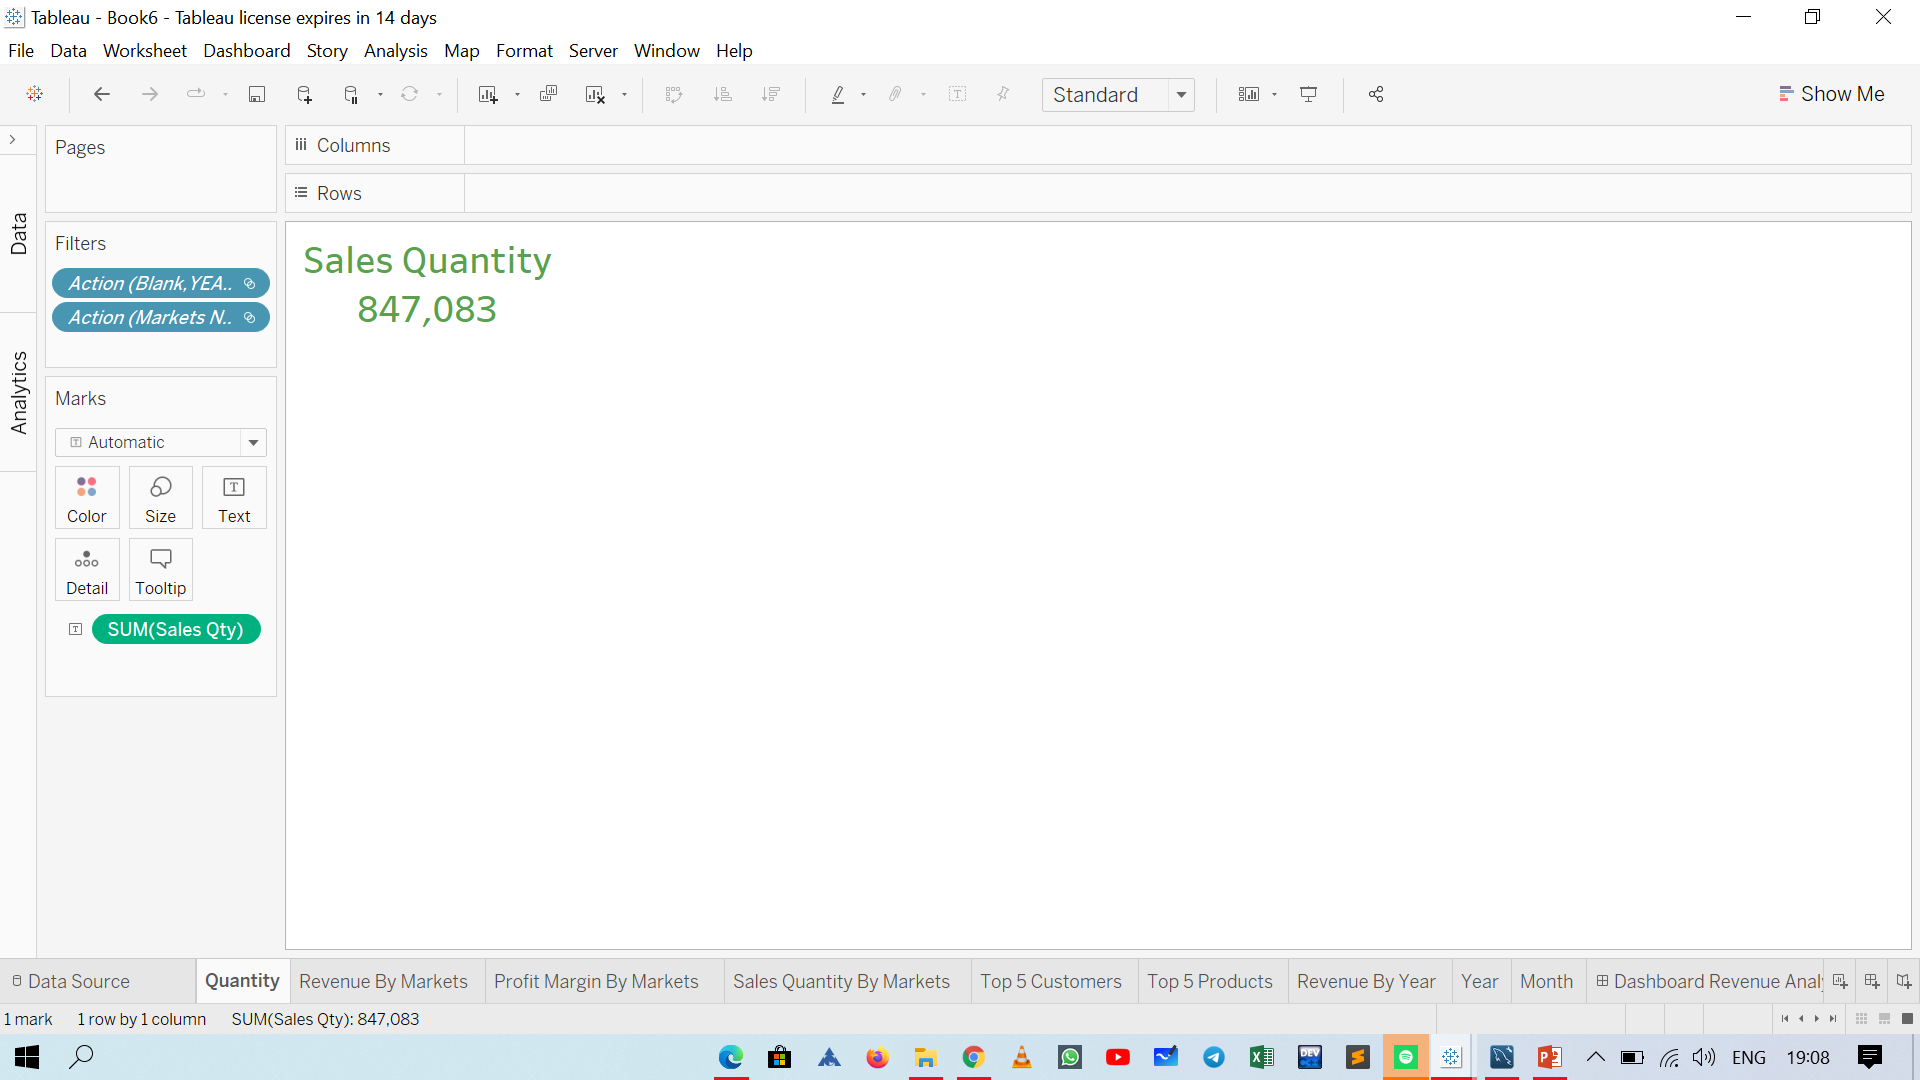 Tableau - Book6 - Tableau license expires in 14 days
File Data Worksheet Dashboard Story Analysis Map Format Server Window Help
Standard
Show Me
Pages
Columns
Rows
Data
Analytics
Filters
Action (Blank,YEA..
Action (Markets N..
Marks
Automatic
Color Size Text
Detail Tooltip
SUM(Sales Qty)
Sales Quantity
847,083
Data Source Quantity Revenue By Markets Profit Margin By Markets Sales Quantity By Markets Top 5 Customers Top 5 Products Revenue By Year Year Month Dashboard Revenue Analy
1 mark 1 row by 1 column SUM(Sales Qty): 847,083
DEV
ENG 19:08